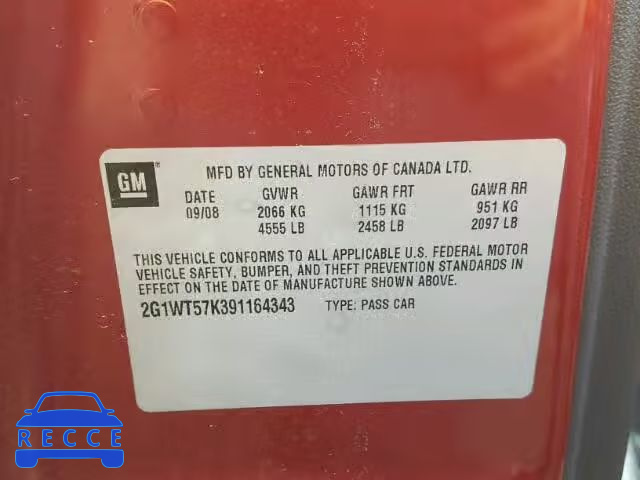 GM
MFD BY GENERAL MOTORS OF CANADA LTD.
DATE GVWR GAWR FRT GAWR RR
09/08 2066 KG 1115 KG 951 KG
4555 LB 2458 LB 2097 LB
THIS VEHICLE CONFORMS TO ALL APPLICABLE U.S. FEDERAL MOTOR
VEHICLE SAFETY, BUMPER, AND THEFT PREVENTION STANDARDS IN
EFFECT ON THE DATE OF MANUFACTURE SHOWN ABOVE.
2G1WT57K391164343 TYPE: PASS CAR
RECCE